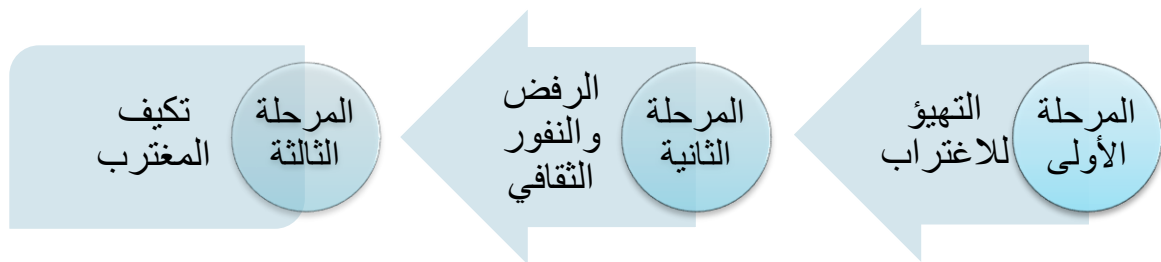 المرحلة
الأولى
التهيؤ
للاغتراب
المرحلة
الثانية
الرفض
والنفور
الثقافي
المرحلة
الثالثة
تكيف
المغترب